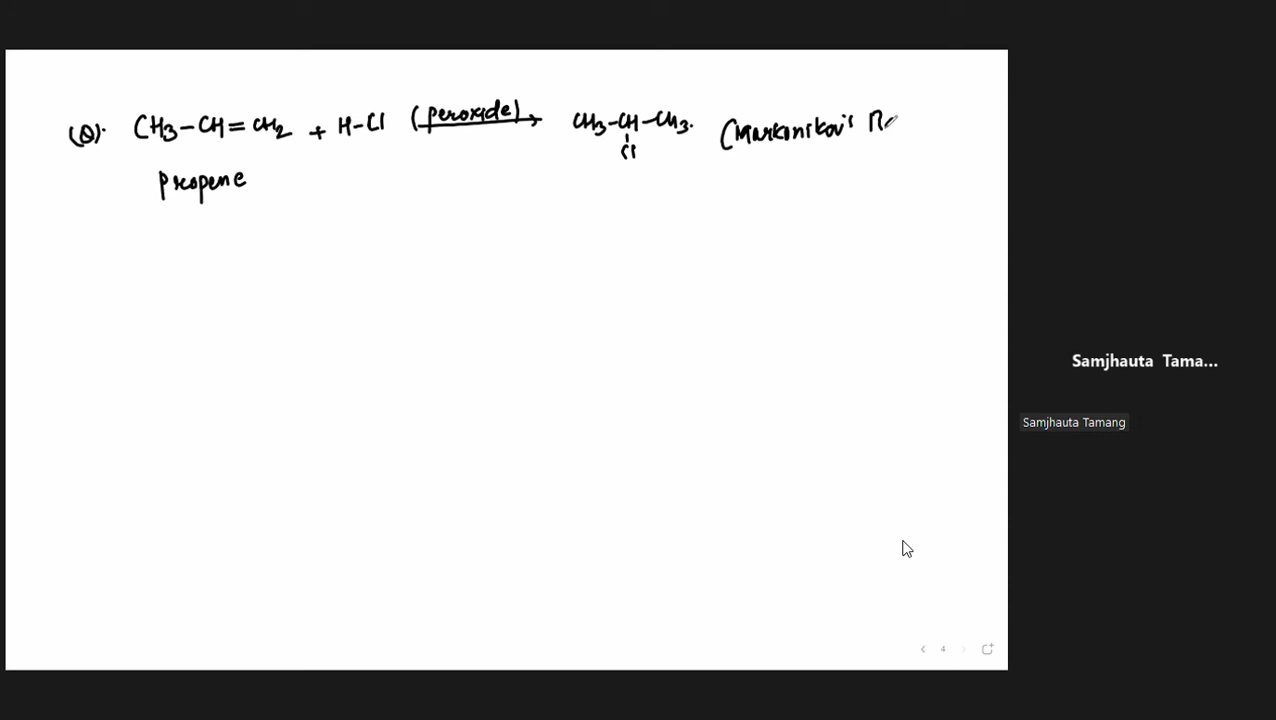 (Q). CH3-CH=CH2 + H-Cl (peroxide) CH3-CH-CH3. (Markonikov's
Cl
propene
Samjhauta Tama...
Samjhauta Tamang
4